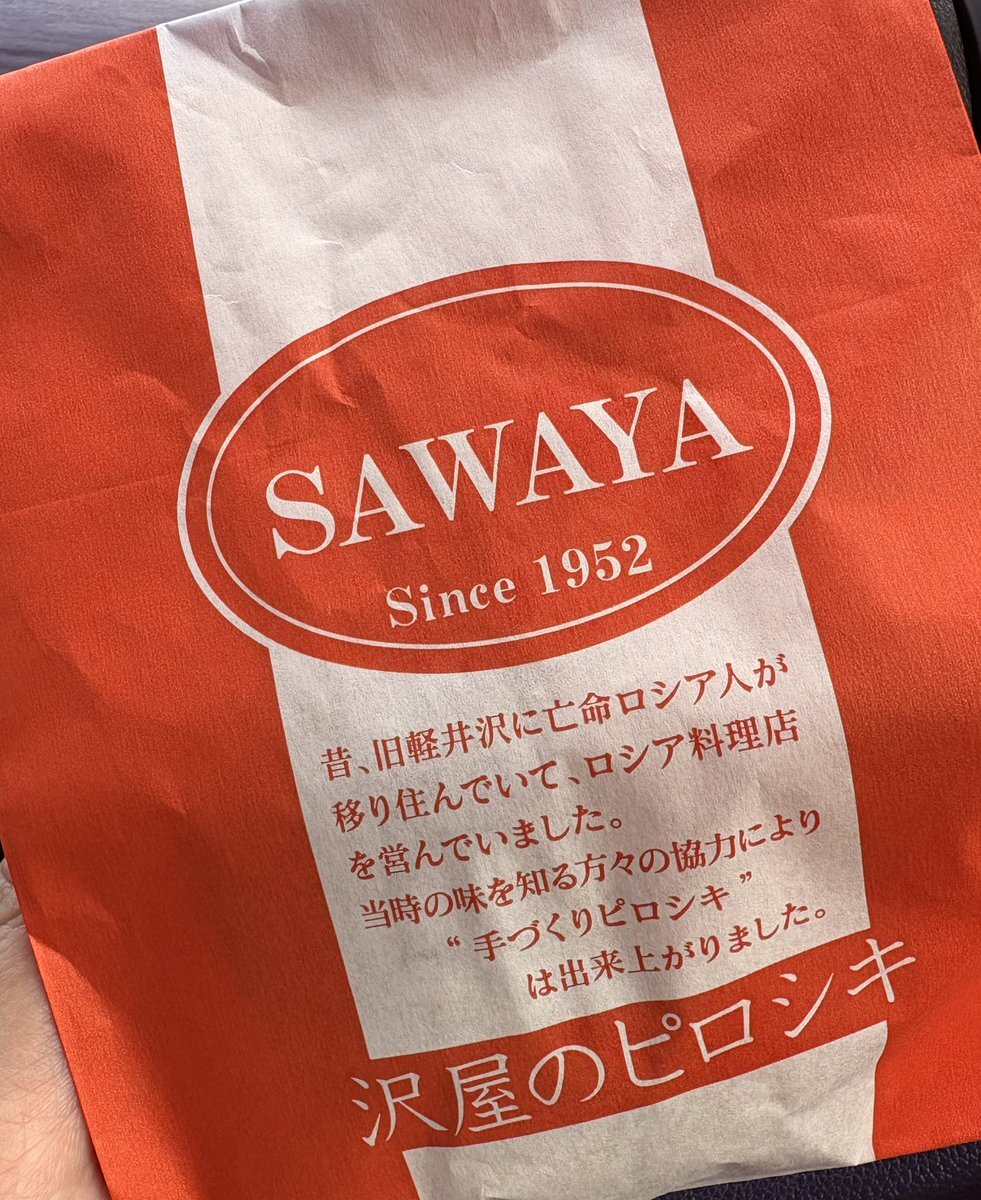 SAWAYA
Since 1952
昔、旧軽井沢に亡命ロシア人が
移り住んでいて、ロシア料理店
を営んでいました。
当時の味を知る方々の協力により
“手づくりピロシキ”
は出来上がりました。
沢屋のピロシキ